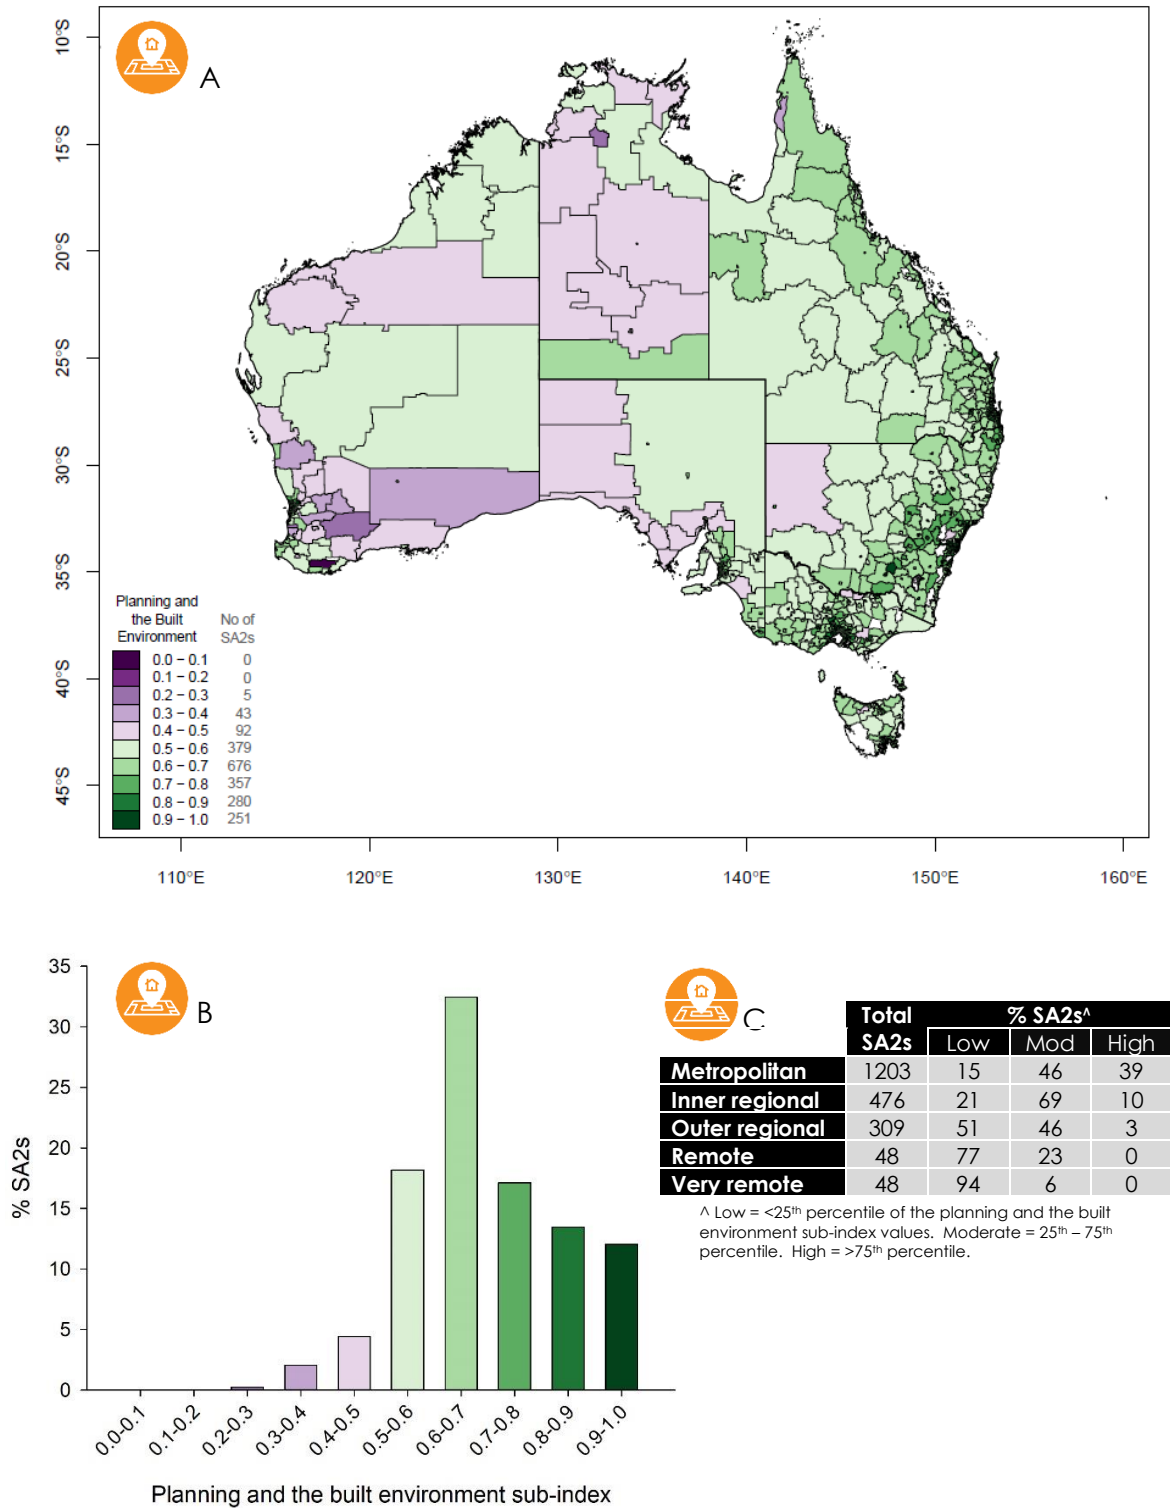 A
10°S
15°S
20°S
25°S
30°S
35°S
40°S
45°S
Planning and
the Built
Environment
No of
SA2s
0.0 – 0.1 0
0.1 – 0.2 0
0.2 – 0.3 5
0.3 – 0.4 43
0.4 – 0.5 92
0.5 – 0.6 379
0.6 – 0.7 676
0.7 – 0.8 357
0.8 – 0.9 280
0.9 – 1.0 251
110°E 120°E 130°E 140°E 150°E 160°E
B
% SA2s
35
30
25
20
15
10
5
0
0.0-0.1 0.1-0.2 0.2-0.3 0.3-0.4 0.4-0.5 0.5-0.6 0.6-0.7 0.7-0.8 0.8-0.9 0.9-1.0
Planning and the built environment sub-index
C
Total % SA2s^
SA2s Low Mod High
Metropolitan 1203 15 46 39
Inner regional 476 21 69 10
Outer regional 309 51 46 3
Remote 48 77 23 0
Very remote 48 94 6 0
^ Low = <25th percentile of the planning and the built
environment sub-index values. Moderate = 25th – 75th
percentile. High = >75th percentile.